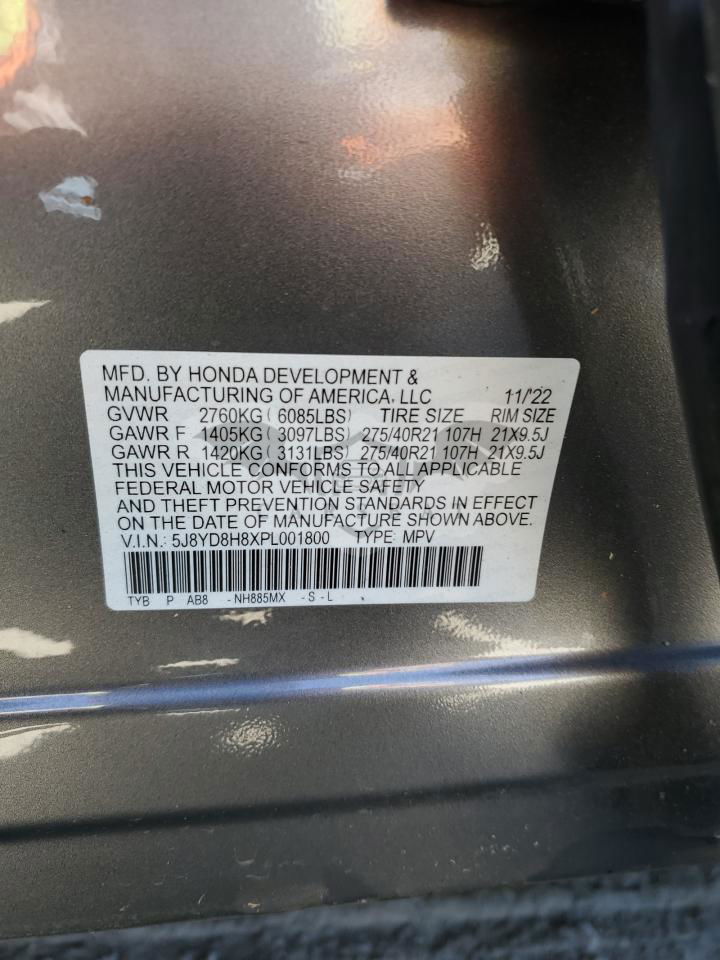 MFD. BY HONDA DEVELOPMENT &
MANUFACTURING OF AMERICA, LLC 11/'22
GVWR 2760KG ( 6085LBS) TIRE SIZE RIM SIZE
GAWR F 1405KG ( 3097LBS) 275/40R21 107H 21X9.5J
GAWR R 1420KG ( 3131LBS) 275/40R21 107H 21X9.5J
THIS VEHICLE CONFORMS TO ALL APPLICABLE
FEDERAL MOTOR VEHICLE SAFETY
AND THEFT PREVENTION STANDARDS IN EFFECT
ON THE DATE OF MANUFACTURE SHOWN ABOVE.
V.I.N.: 5J8YD8H8XPL001800 TYPE: MPV
TYB P AB8 - NH885MX - S - L